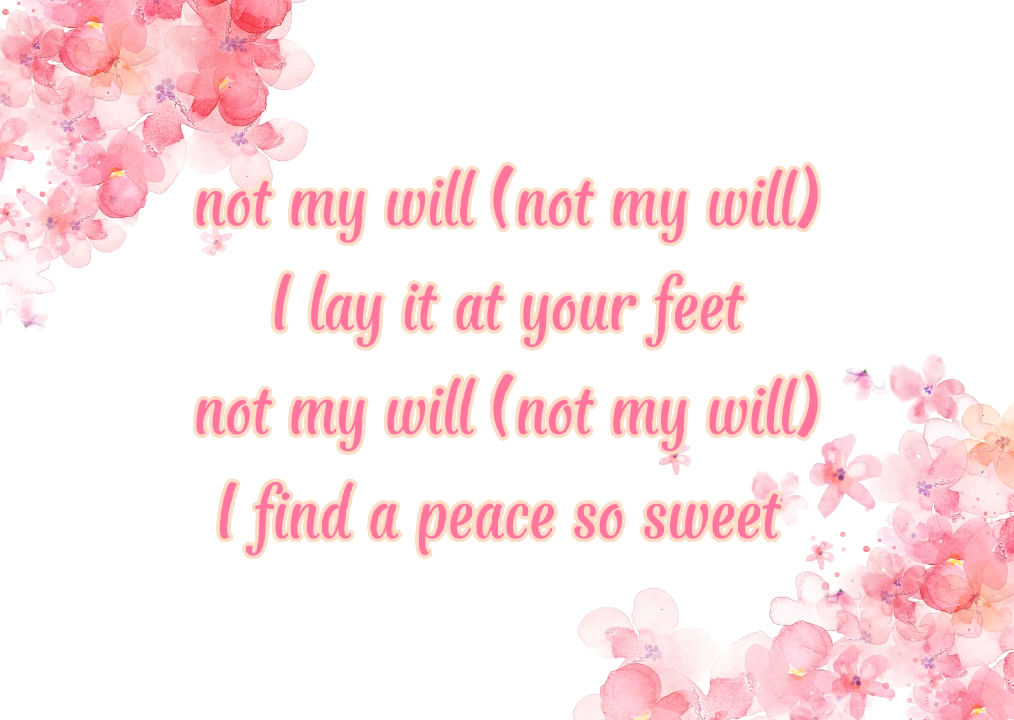 not my will (not my will)
I lay it at your feet
not my will (not my will)
I find a peace so sweet